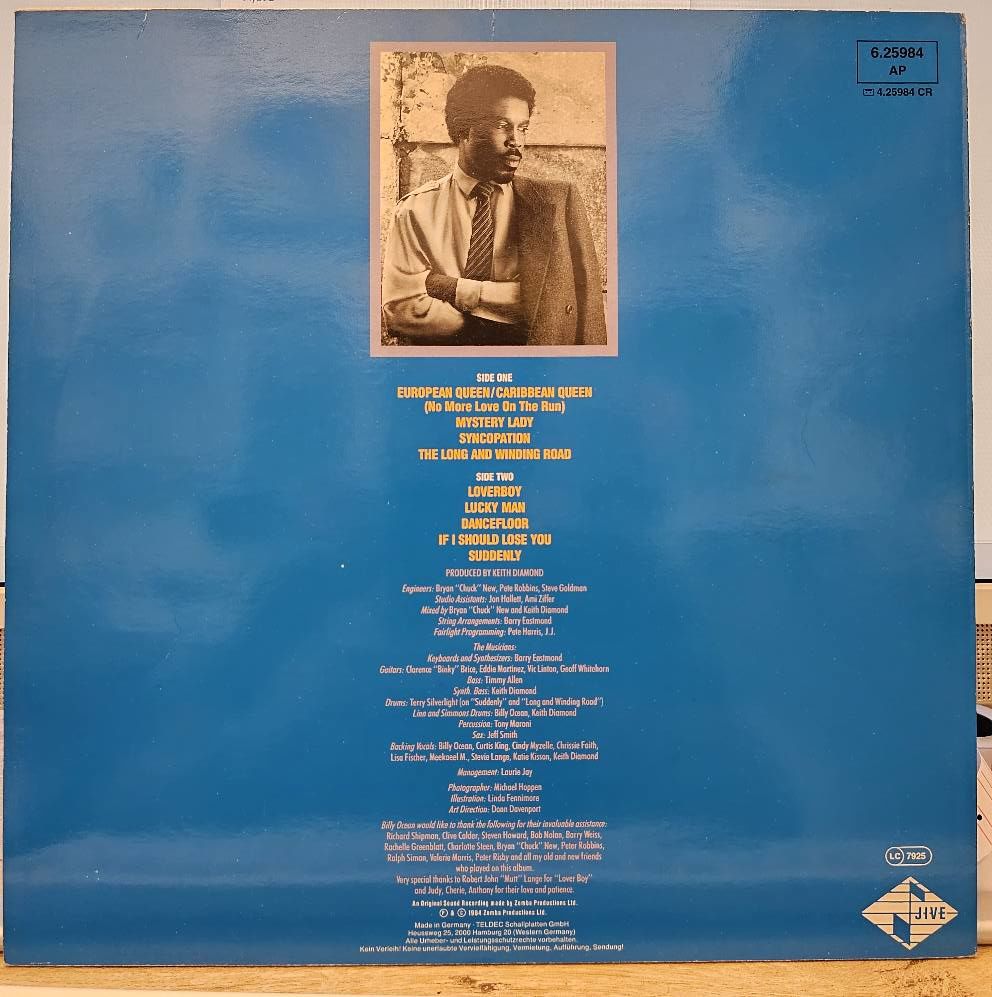 6.25984
AP
4.25984 CR
SIDE ONE
EUROPEAN QUEEN/CARIBBEAN QUEEN
(No More Love On The Run)
MYSTERY LADY
SYNCOPATION
THE LONG AND WINDING ROAD
SIDE TWO
LOVERBOY
LUCKY MAN
DANCEFLOOR
IF I SHOULD LOSE YOU
SUDDENLY
PRODUCED BY KEITH DIAMOND
Engineers: Bryan "Chuck" New, Pete Robbins, Steve Goldman
Studio Assistants: Jon Hallett, Ami Ziffer
Mixed by Bryan "Chuck" New and Keith Diamond
String Arrangements: Barry Eastmond
Fairlight Programming: Pete Harris, J.J.
The Musicians:
Keyboards and Synthesizers: Barry Eastmond
Guitars: Clarence "Binky" Brice, Eddie Martinez, Vic Linton, Geoff Whitehorn
Bass: Timmy Allen
Synth. Bass: Keith Diamond
Drums: Terry Silverlight (on "Suddenly" and "Long and Winding Road")
Linn and Simmons Drums: Billy Ocean, Keith Diamond
Percussion: Tony Maroni
Sax: Jeff Smith
Backing Vocals: Billy Ocean, Curtis King, Cindy Myzelle, Chrissie Faith,
Lisa Fischer, Meekaeel M., Stevie Lange, Katie Kisson, Keith Diamond
Management: Laurie Jay
Photographer: Michael Hoppen
Illustration: Linda Fennimore
Art Direction: Donn Davenport
Billy Ocean would like to thank the following for their invaluable assistance:
Richard Shipman, Clive Calder, Steven Howard, Bob Nolan, Barry Weiss,
Rachelle Greenblatt, Charlotte Steen, Bryan "Chuck" New, Peter Robbins,
Ralph Simon, Valerie Morris, Peter Risby and all my old and new friends
who played on this album.
Very special thanks to Robert John "Mutt" Lange for "Lover Boy"
and Judy, Cherie, Anthony for their love and patience.
An Original Sound Recording made by Zomba Productions Ltd.
Ⓟ & © 1984 Zomba Productions Ltd.
Made in Germany · TELDEC Schallplatten GmbH
Heussweg 25, 2000 Hamburg 20 (Western Germany)
Alle Urheber- und Leistungsschutzrechte vorbehalten.
Kein Verleih! Keine unerlaubte Vervielfältigung, Vermietung, Aufführung, Sendung!
LC 7925
JIVE